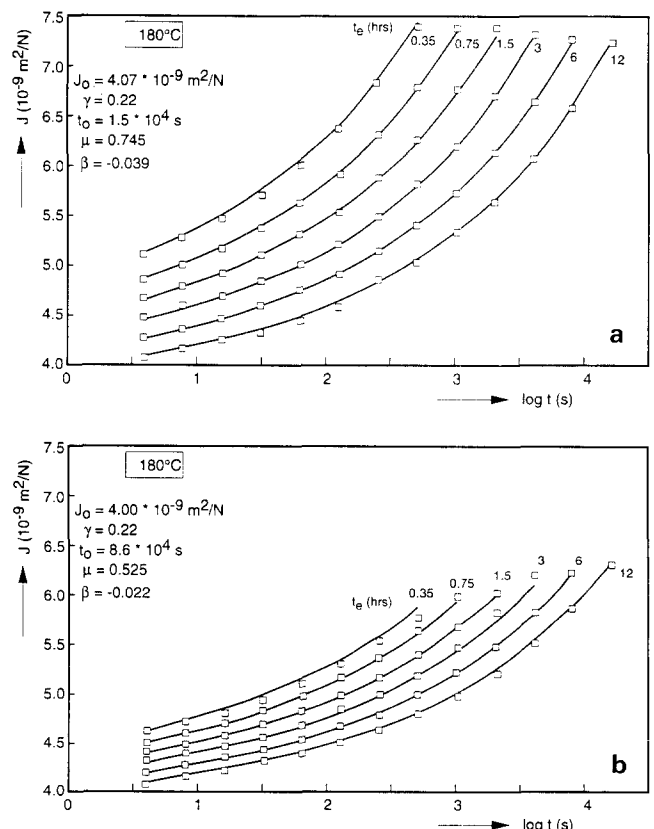 7.5
7.0
6.5
6.0
5.5
5.0
4.5
4.0
J (10-9 m2/N)
180°C
J0 = 4.07 * 10-9 m2/N
γ = 0.22
t0 = 1.5 * 10^4 s
μ = 0.745
β = -0.039
te (hrs)
0.35
0.75
1.5
3
6
12
a
0 1 2 3 4
log t (s)
7.5
7.0
6.5
6.0
5.5
5.0
4.5
4.0
J (10-9 m2/N)
180°C
J0 = 4.00 * 10-9 m2/N
γ = 0.22
t0 = 8.6 * 10^4 s
μ = 0.525
β = -0.022
te (hrs)
0.35
0.75
1.5
3
6
12
b
0 1 2 3 4
log t (s)